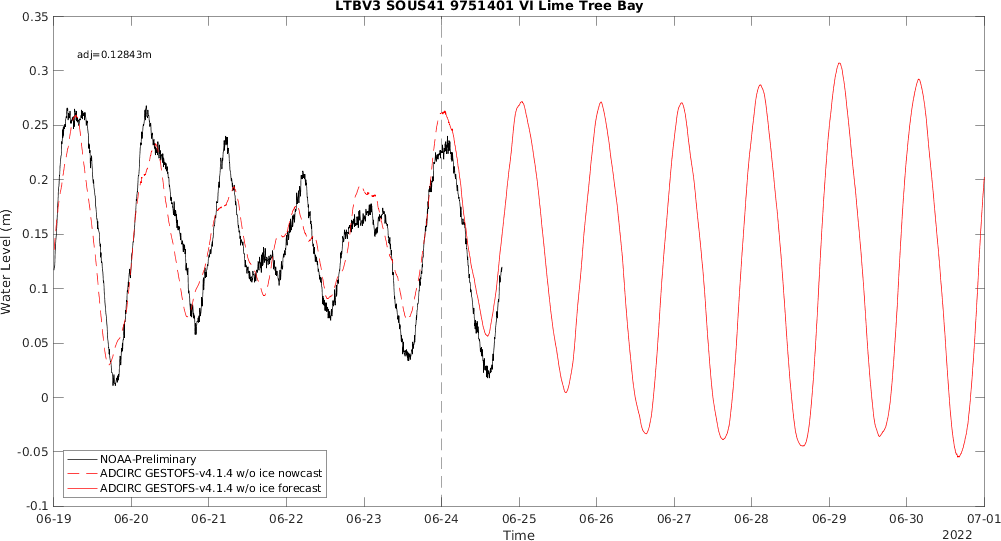 LTBV3 SOUS41 9751401 VI Lime Tree Bay
adj=0.12843m
0.35
0.3
0.25
0.2
0.15
0.1
0.05
0
-0.05
-0.1
Water Level (m)
NOAA-Preliminary
ADCIRC GESTOFS-v4.1.4 w/o ice nowcast
ADCIRC GESTOFS-v4.1.4 w/o ice forecast
06-19 06-20 06-21 06-22 06-23 06-24 06-25 06-26 06-27 06-28 06-29 06-30 07-01
Time
2022